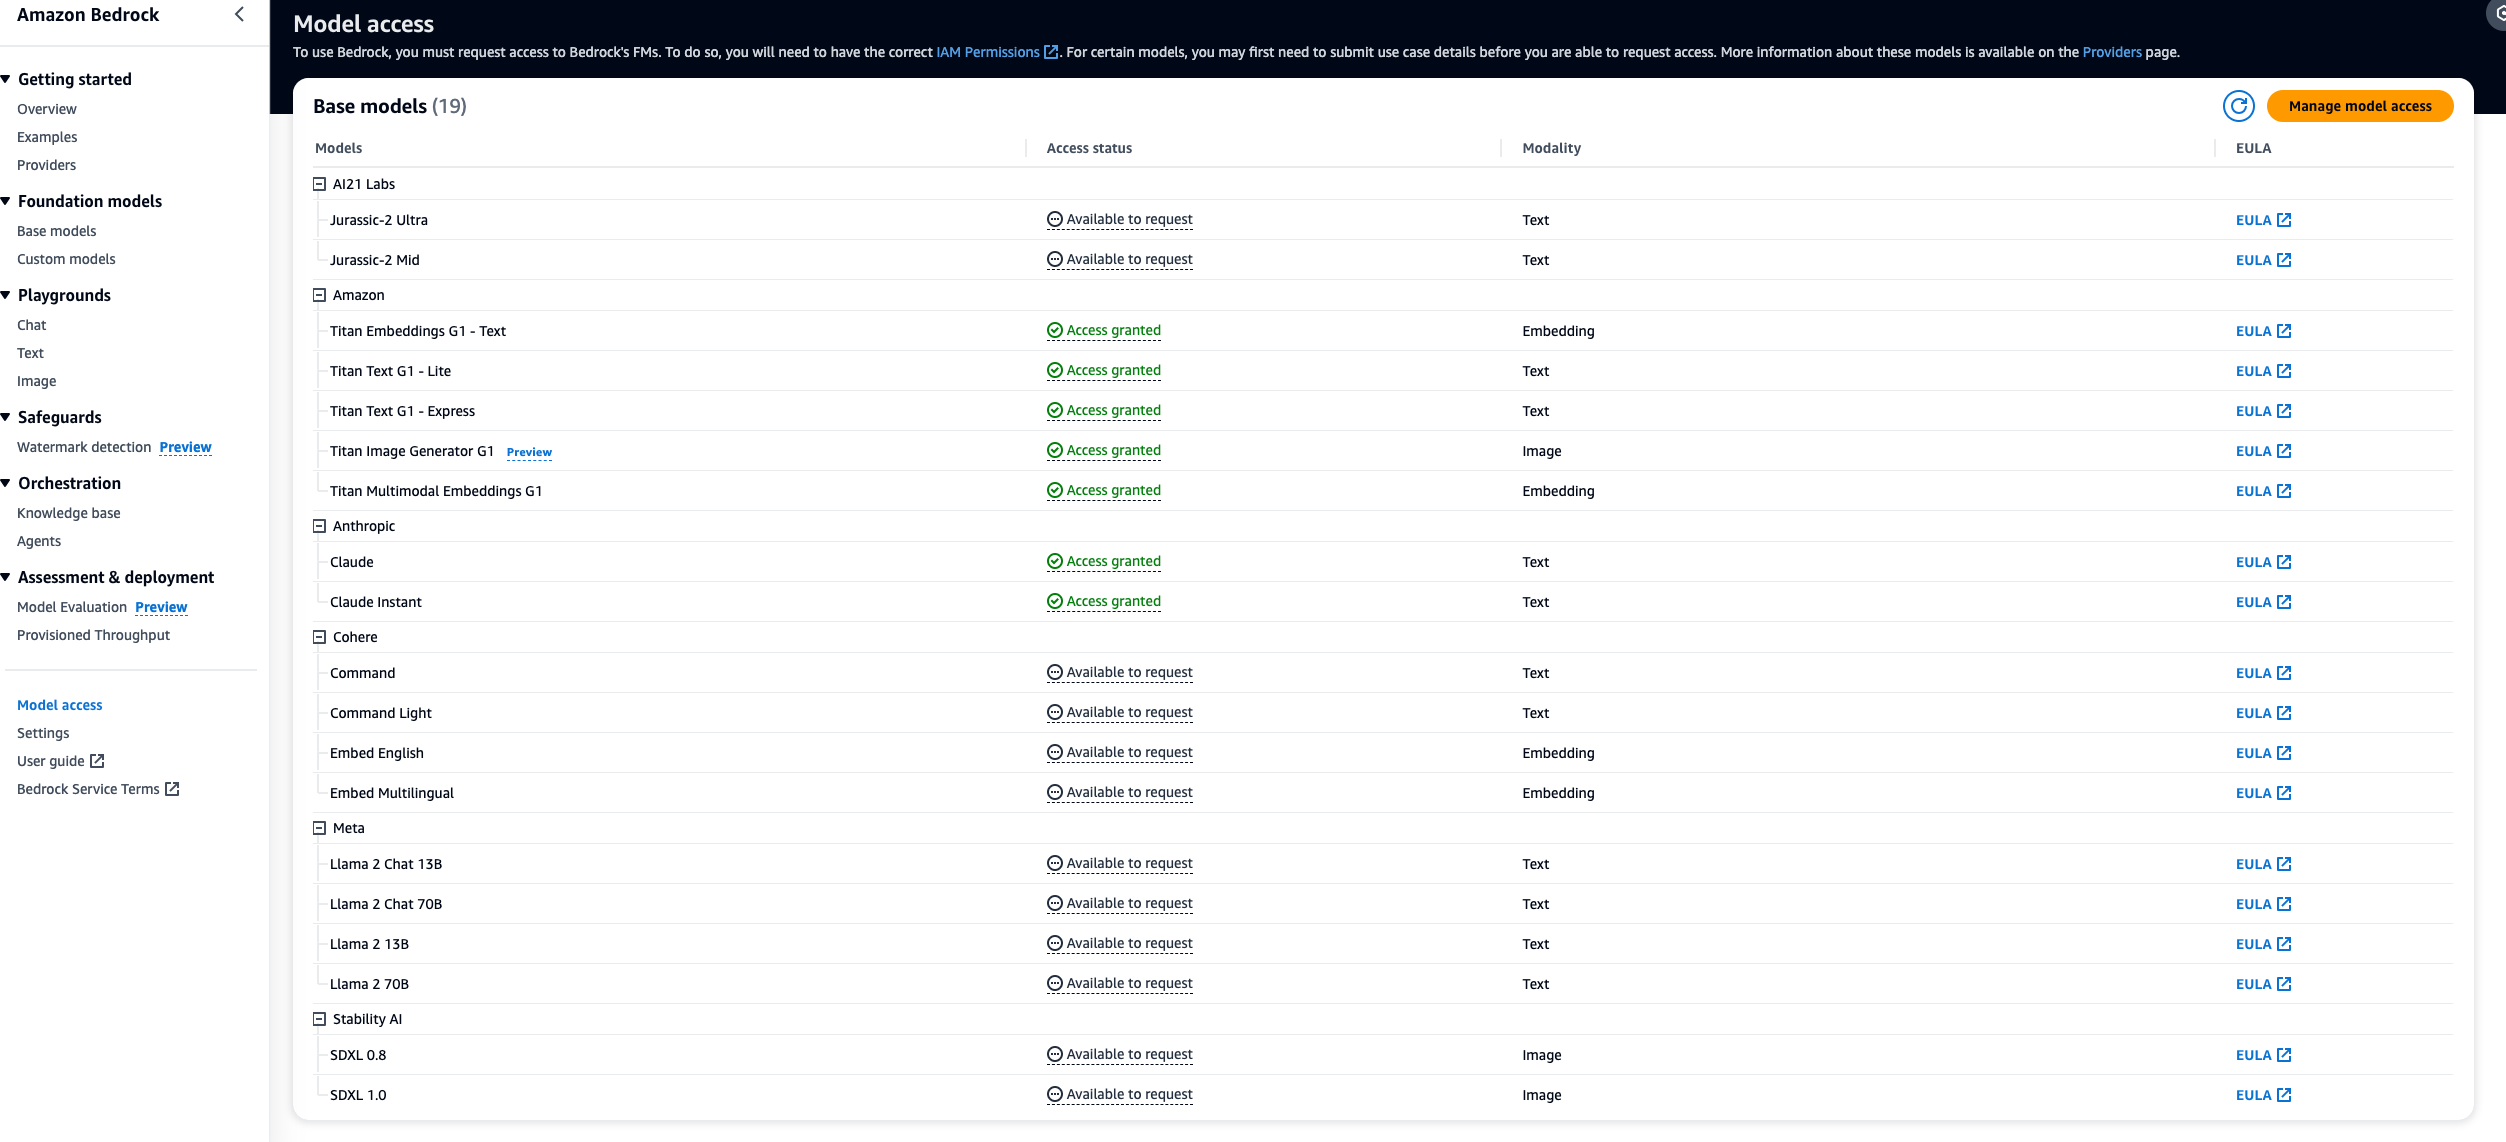 Amazon Bedrock
Getting started
Overview
Examples
Providers
Foundation models
Base models
Custom models
Playgrounds
Chat
Text
Image
Safeguards
Watermark detection Preview
Orchestration
Knowledge base
Agents
Assessment & deployment
Model Evaluation Preview
Provisioned Throughput
Model access
Settings
User guide
Bedrock Service Terms
Model access
To use Bedrock, you must request access to Bedrock's FMs. To do so, you will need to have the correct IAM Permissions. For certain models, you may first need to submit use case details before you are able to request access. More information about these models is available on the Providers page.
Base models (19) Manage model access
Models Access status Modality EULA
AI21 Labs
Jurassic-2 Ultra Available to request Text EULA
Jurassic-2 Mid Available to request Text EULA
Amazon
Titan Embeddings G1 - Text Access granted Embedding EULA
Titan Text G1 - Lite Access granted Text EULA
Titan Text G1 - Express Access granted Text EULA
Titan Image Generator G1 Preview Access granted Image EULA
Titan Multimodal Embeddings G1 Access granted Embedding EULA
Anthropic
Claude Access granted Text EULA
Claude Instant Access granted Text EULA
Cohere
Command Available to request Text EULA
Command Light Available to request Text EULA
Embed English Available to request Embedding EULA
Embed Multilingual Available to request Embedding EULA
Meta
Llama 2 Chat 13B Available to request Text EULA
Llama 2 Chat 70B Available to request Text EULA
Llama 2 13B Available to request Text EULA
Llama 2 70B Available to request Text EULA
Stability AI
SDXL 0.8 Available to request Image EULA
SDXL 1.0 Available to request Image EULA